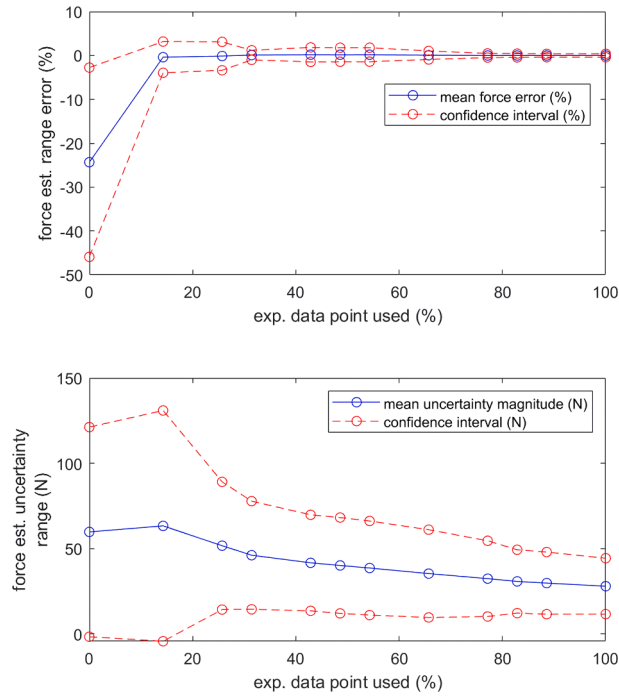 10
0
-10
-20
-30
-40
-50
force est. range error (%)
mean force error (%)
confidence interval (%)
0 20 40 60 80 100
exp. data point used (%)
150
100
50
0
force est. uncertainty
range (N)
mean uncertainty magnitude (N)
confidence interval (N)
0 20 40 60 80 100
exp. data point used (%)